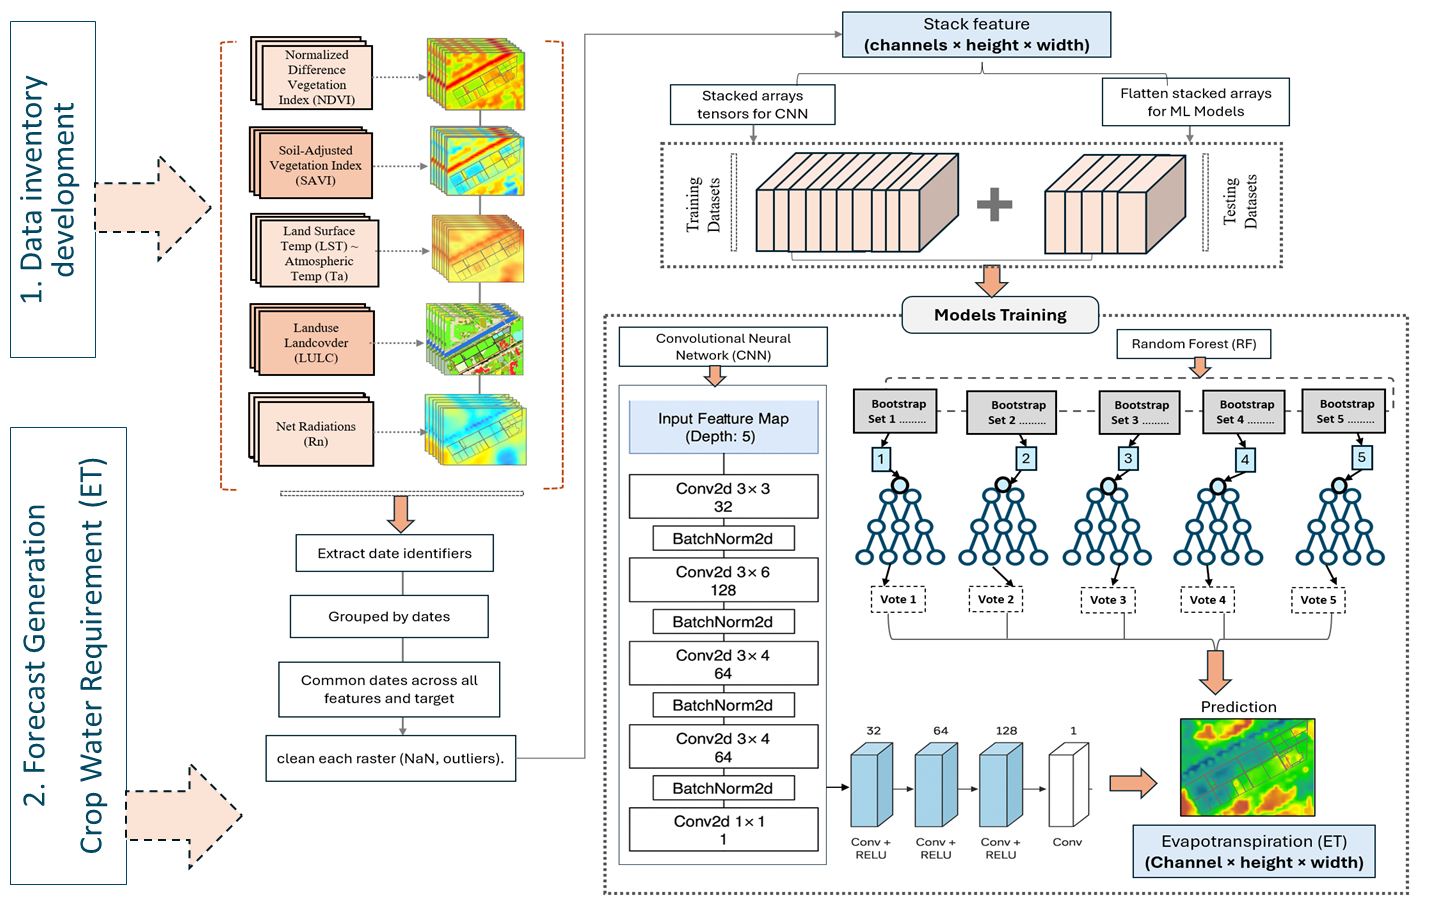 1. Data inventory
development
2. Forecast Generation
Crop Water Requirement (ET)
Normalized
Difference
Vegetation
Index (NDVI)
Soil-Adjusted
Vegetation Index
(SAVI)
Land Surface
Temp (LST) ~
Atmospheric
Temp (Ta)
Landuse
Landcovder
(LULC)
Net Radiations
(Rn)
Extract date identifiers
Grouped by dates
Common dates across all
features and target
clean each raster (NaN, outliers).
Stack feature
(channels × height × width)
Stacked arrays
tensors for CNN
Flatten stacked arrays
for ML Models
Training
Datasets
Testing
Datasets
Models Training
Convolutional Neural
Network (CNN)
Input Feature Map
(Depth: 5)
Conv2d 3 × 3
32
BatchNorm2d
Conv2d 3 × 6
128
BatchNorm2d
Conv2d 3 × 4
64
BatchNorm2d
Conv2d 3 × 4
64
BatchNorm2d
Conv2d 1 × 1
1
32
64
128
1
Conv +
RELU
Conv +
RELU
Conv +
RELU
Conv
Random Forest (RF)
Bootstrap
Set 1 .........
Bootstrap
Set 2 .........
Bootstrap
Set 3 .........
Bootstrap
Set 4 .........
Bootstrap
Set 5 .........
1
2
3
4
5
Vote 1
Vote 2
Vote 3
Vote 4
Vote 5
Prediction
Evapotranspiration (ET)
(Channel × height × width)